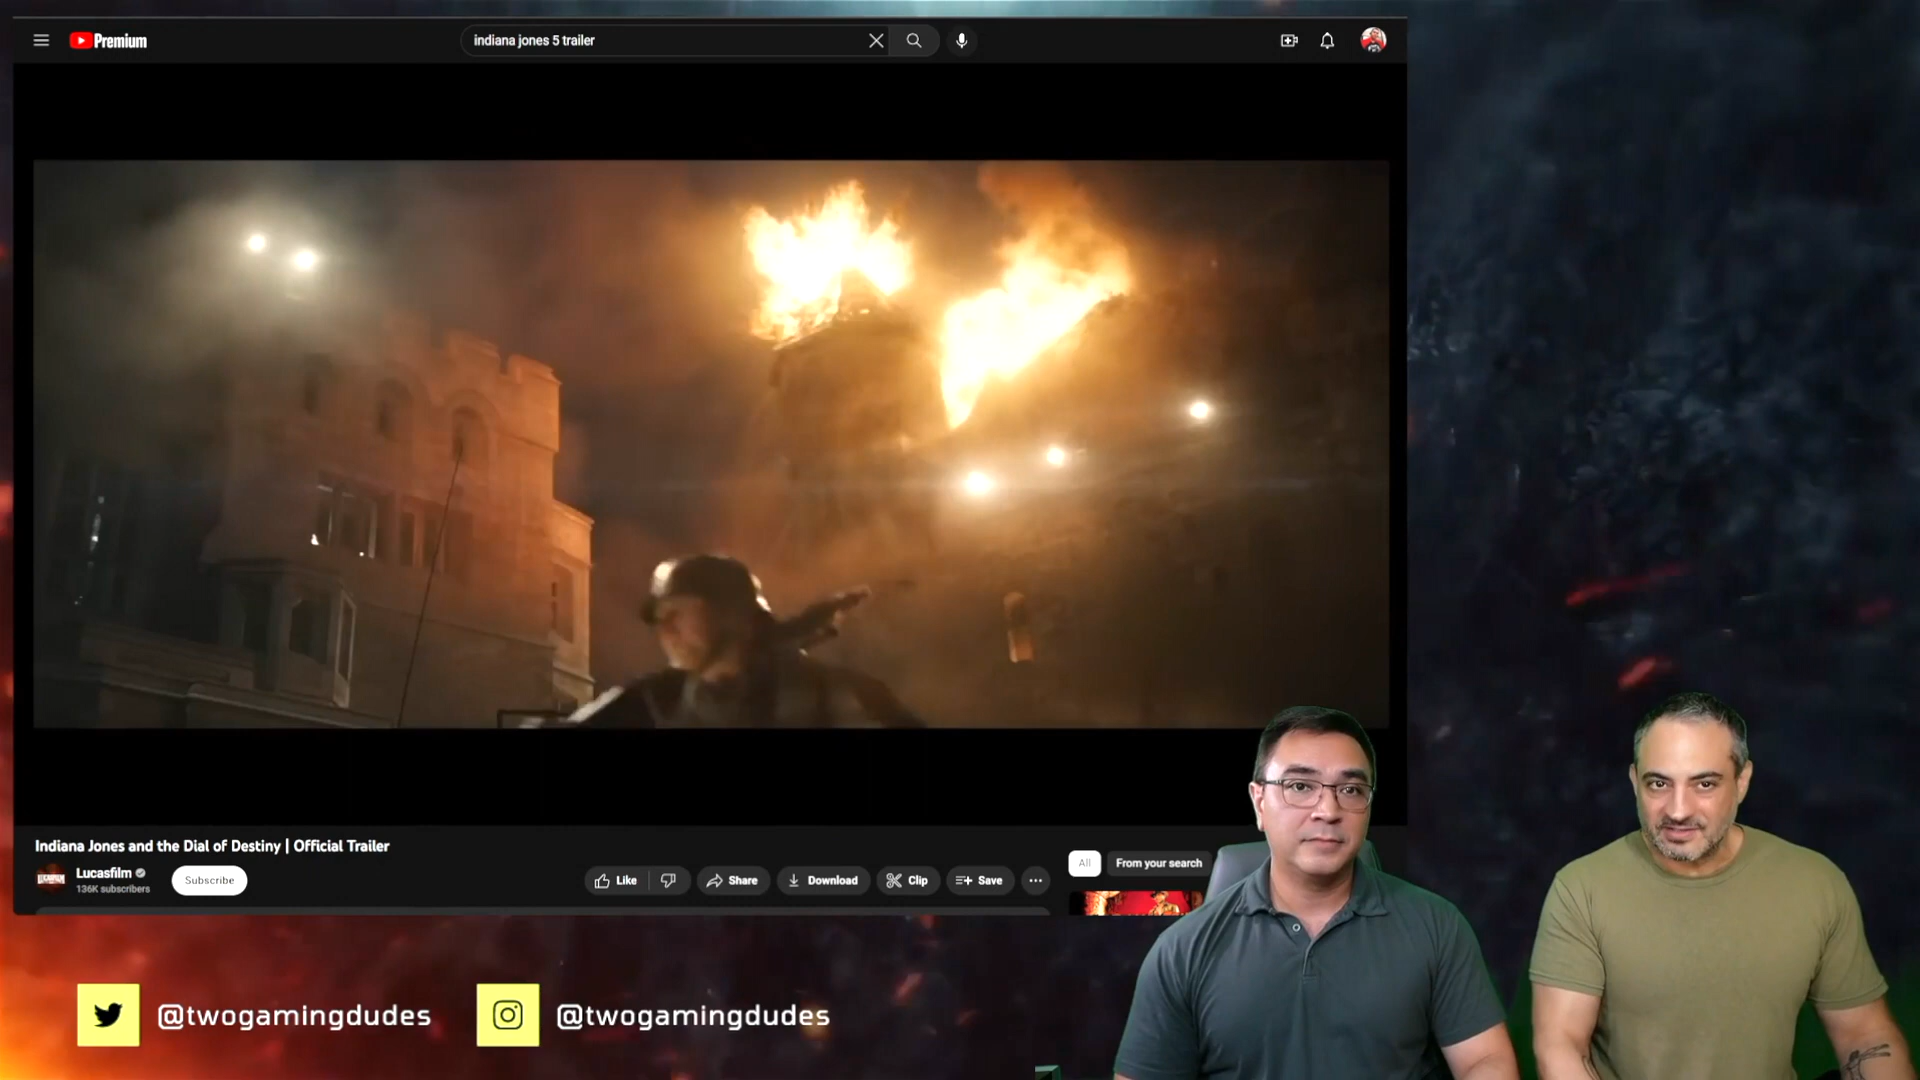 Premium
indiana jones 5 trailer
Indiana Jones and the Dial of Destiny | Official Trailer
Lucasfilm
136K subscribers
Subscribe
Like
Share
Download
Clip
Save
All
From your search
@twogamingdudes
@twogamingdudes